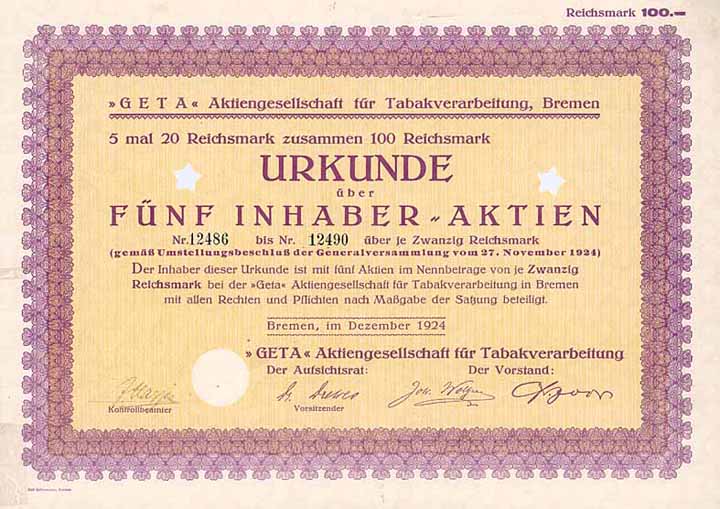 Reichsmark 100.—
»GETA« Aktiengesellschaft für Tabakverarbeitung, Bremen
5 mal 20 Reichsmark zusammen 100 Reichsmark
URKUNDE
über
FÜNF INHABER-AKTIEN
Nr. 12486 bis Nr. 12490 über je Zwanzig Reichsmark
(gemäß Umstellungsbeschluß der Generalversammlung vom 27. November 1924)
Der Inhaber dieser Urkunde ist mit fünf Aktien im Nennbetrage von je Zwanzig
Reichsmark bei der »Geta« Aktiengesellschaft für Tabakverarbeitung in Bremen
mit allen Rechten und Pflichten nach Maßgabe der Satzung beteiligt.
Bremen, im Dezember 1924
»GETA« Aktiengesellschaft für Tabakverarbeitung
Der Aufsichtsrat: Der Vorstand:
Dr. Drewes
Kontrollbeamter Vorsitzender